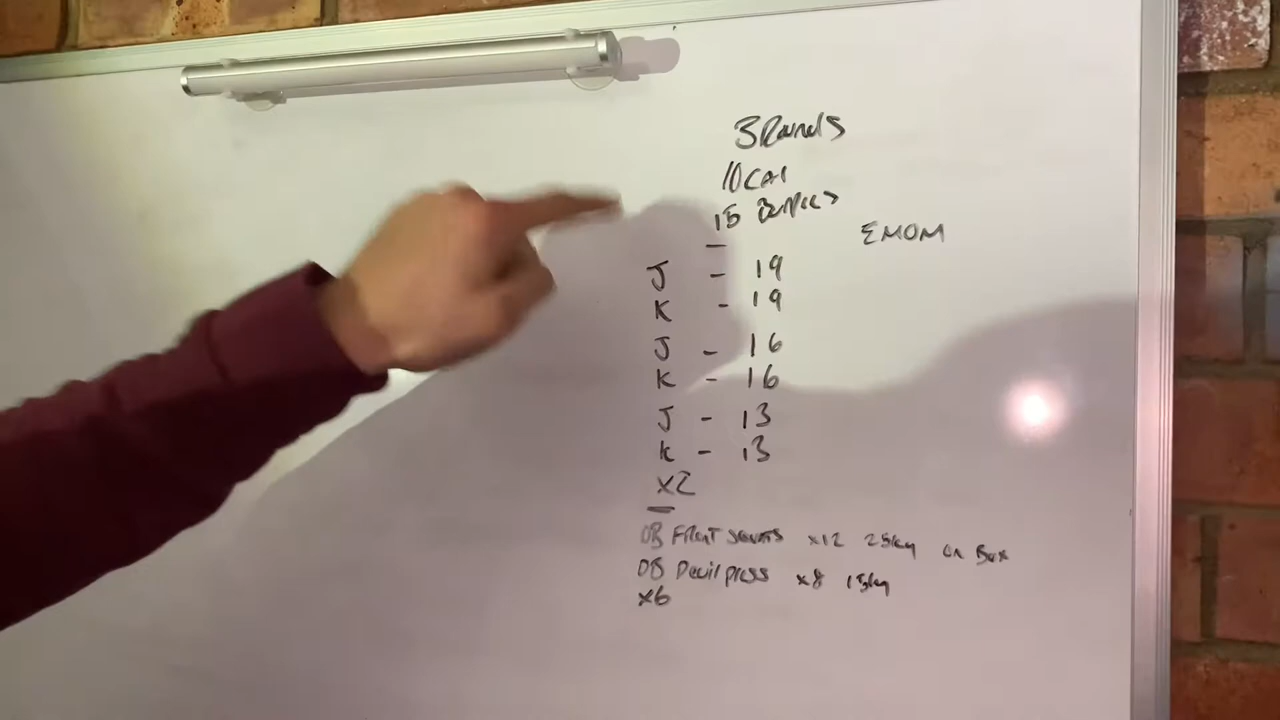 3 Rounds
10 CAl
15 Burpees
EMOM
J - 19
K - 19
J - 16
K - 16
J - 13
K - 13
x2
DB Front squats x12 25kg on Box
DB Devil press x8 15kg
x6